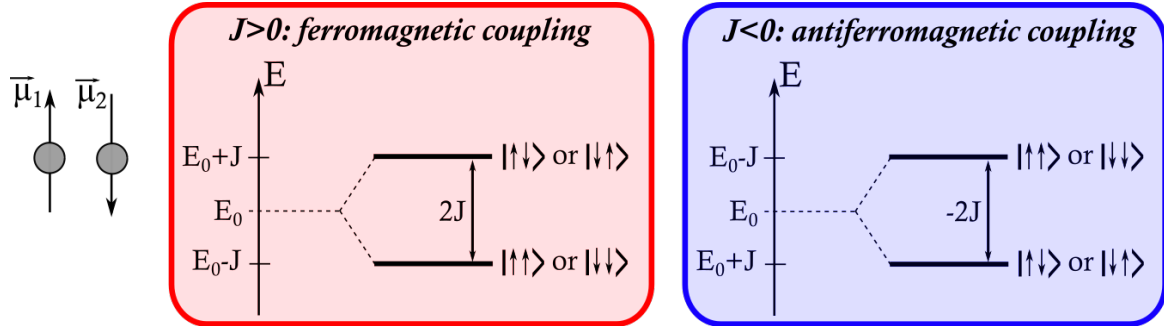 J>0: ferromagnetic coupling
J<0: antiferromagnetic coupling
μ⃗₁ μ⃗₂
E
E₀+J |↑↓⟩ or |↓↑⟩
E₀ 2J
E₀-J |↑↑⟩ or |↓↓⟩
E
E₀-J |↑↑⟩ or |↓↓⟩
E₀ -2J
E₀+J |↑↓⟩ or |↓↑⟩